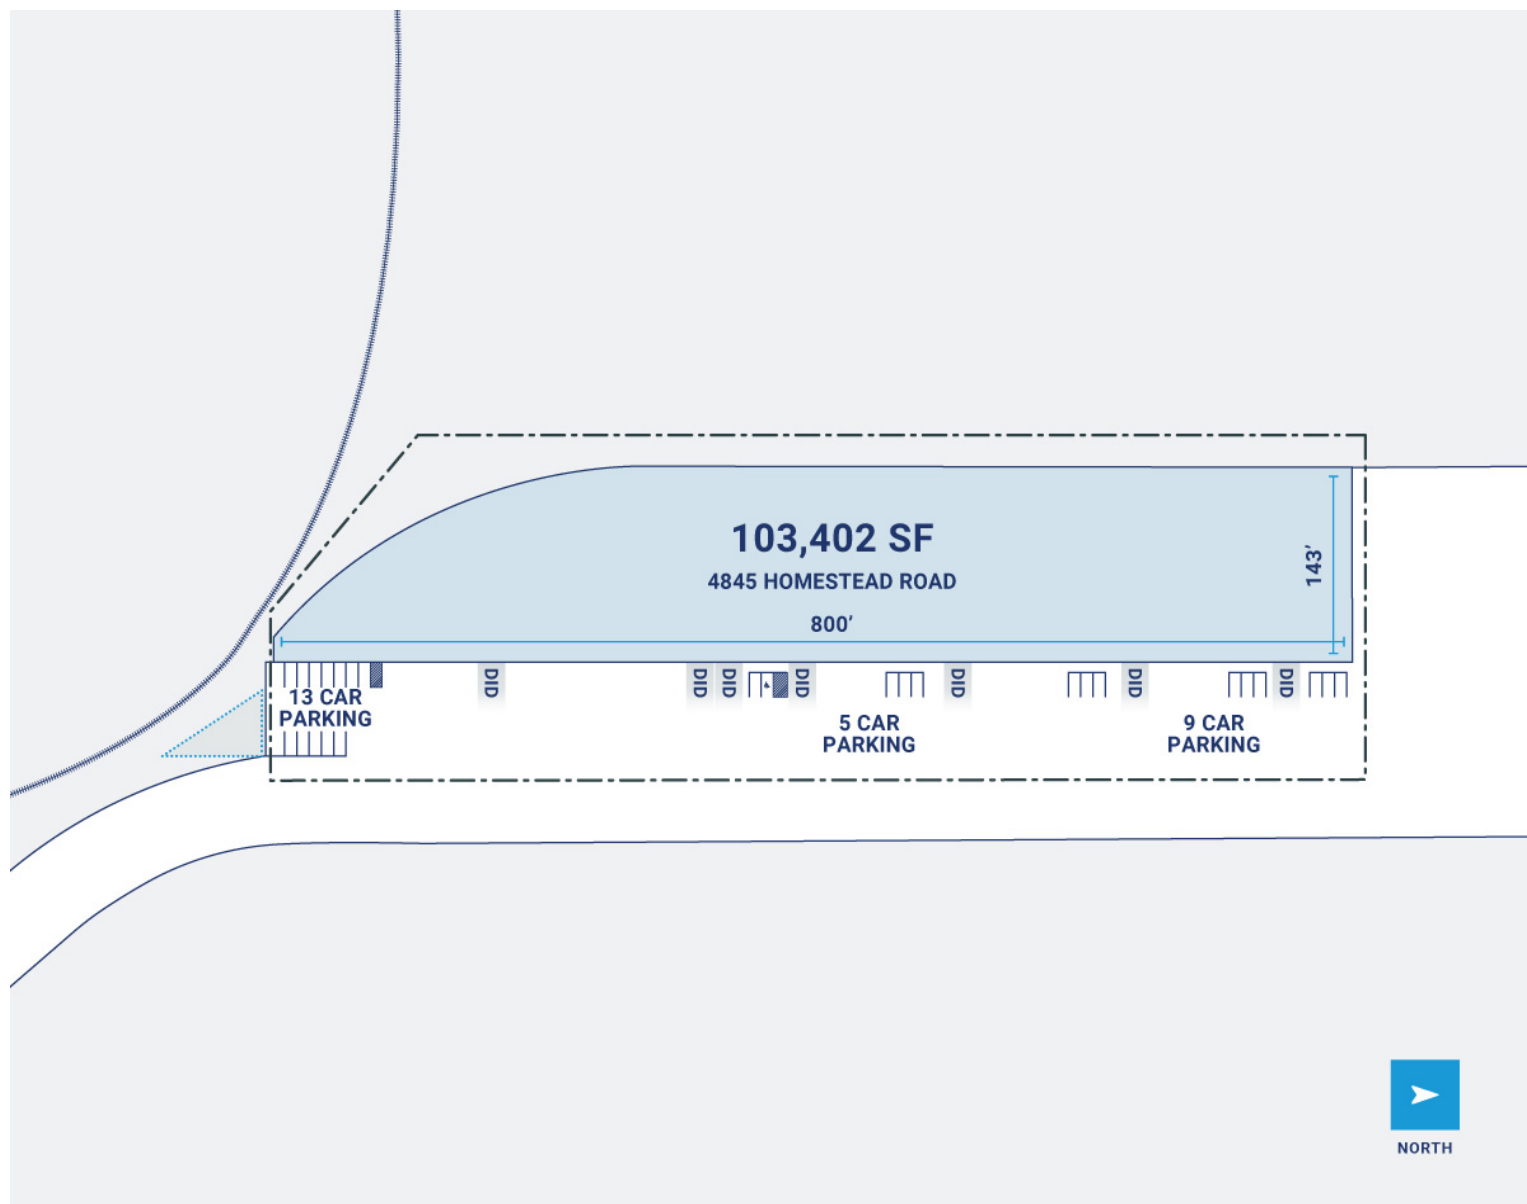 103,402 SF
4845 HOMESTEAD ROAD
143’
800’
DID
DID
DID
DID
DID
DID
DID
13 CAR
PARKING
5 CAR
PARKING
9 CAR
PARKING
NORTH